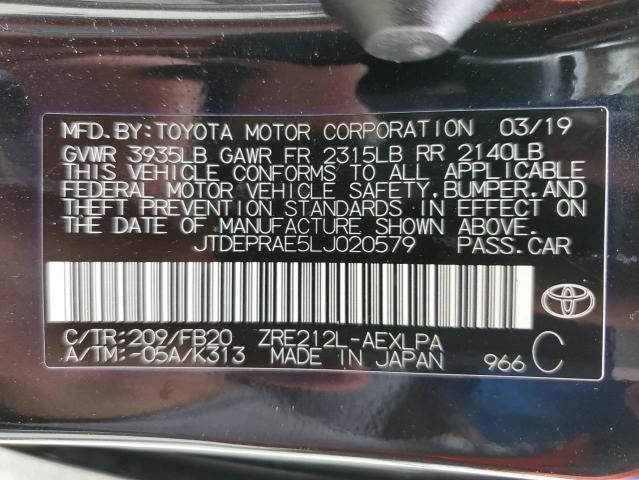 MFD.BY:TOYOTA MOTOR CORPORATION 03/19
GVWR 3935LB GAWR FR 2315LB RR 2140LB
THIS VEHICLE CONFORMS TO ALL APPLICABLE
FEDERAL MOTOR VEHICLE SAFETY,BUMPER,AND
THEFT PREVENTION STANDARDS IN EFFECT ON
THE DATE OF MANUFACTURE SHOWN ABOVE.
JTDEPRAE5LJ020579 PASS.CAR
C/TR:209/FB20 ZRE212L-AEXLPA
A/TM:-05A/K313 MADE IN JAPAN 966 C